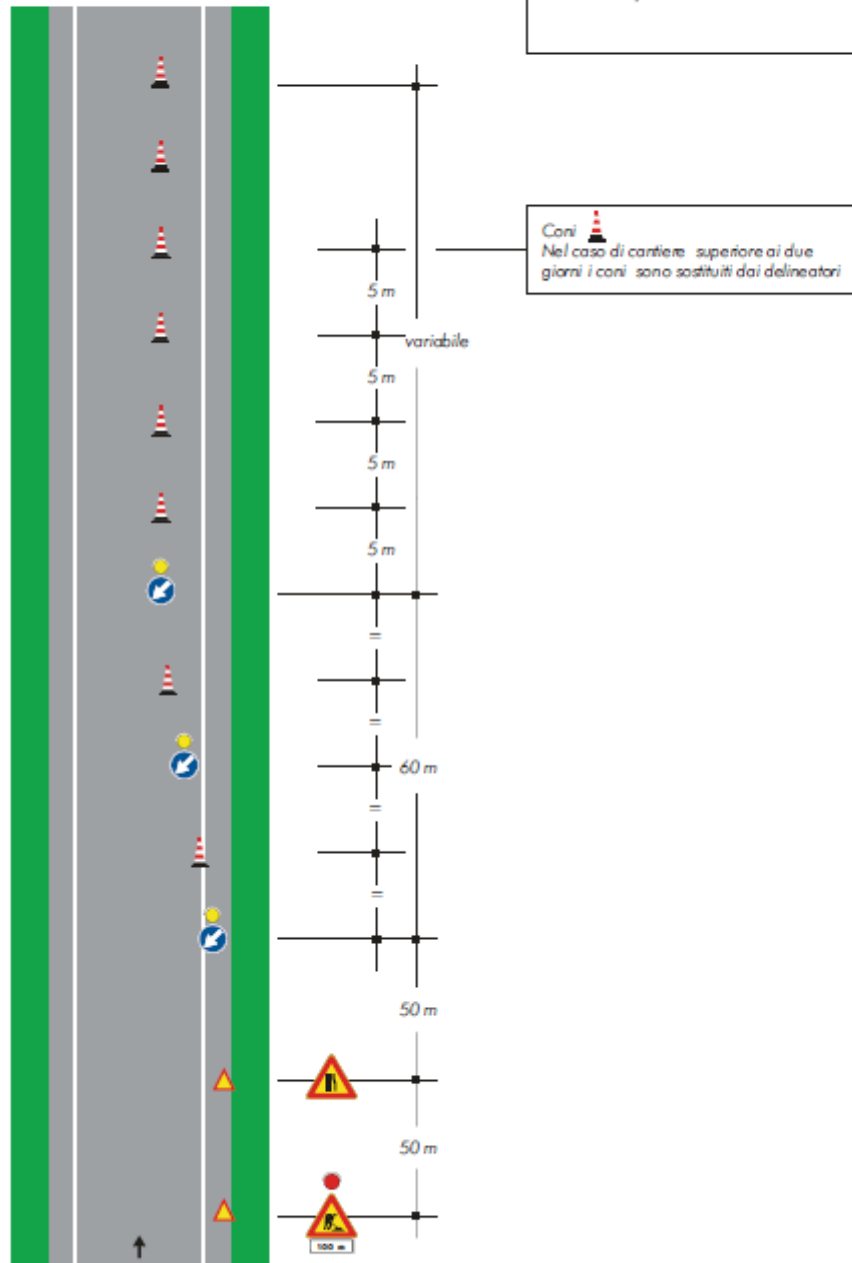 Coni
Nel caso di cantiere superiore ai due
giorni i coni sono sostituiti dai delineatori
5 m
variabile
5 m
5 m
5 m
=
=
60 m
=
=
50 m
50 m
100 m